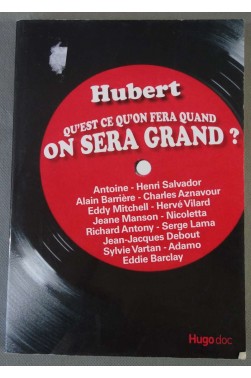 Hubert
QU'EST CE QU'ON FERA QUAND
ON SERA GRAND ?
Antoine - Henri Salvador
Alain Barrière - Charles Aznavour
Eddy Mitchell - Hervé Vilard
Jeane Manson - Nicoletta
Richard Antony - Serge Lama
Jean-Jacques Debout
Sylvie Vartan - Adamo
Eddie Barclay
Hugo doc